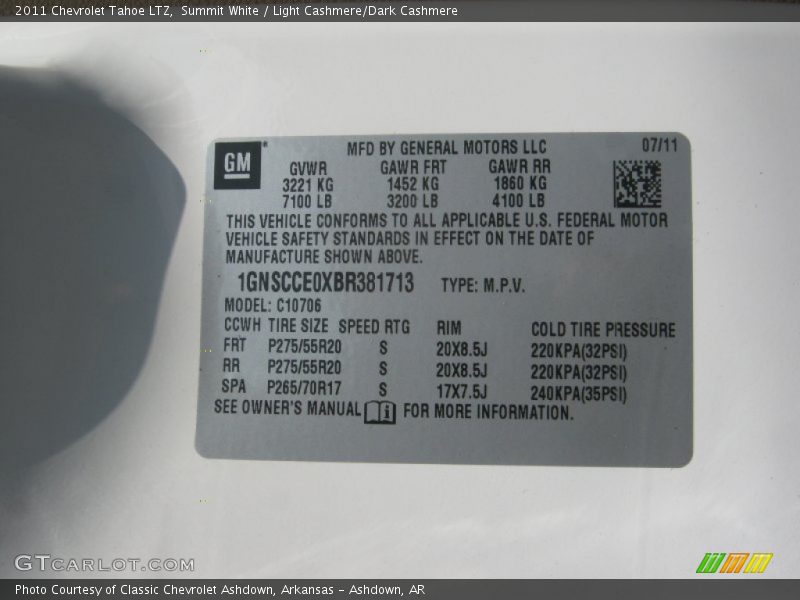 2011 Chevrolet Tahoe LTZ,  Summit White / Light Cashmere/Dark Cashmere
GM
MFD BY GENERAL MOTORS LLC 07/11
GVWR GAWR FRT GAWR RR
3221 KG 1452 KG 1860 KG
7100 LB 3200 LB 4100 LB
THIS VEHICLE CONFORMS TO ALL APPLICABLE U.S. FEDERAL MOTOR
VEHICLE SAFETY STANDARDS IN EFFECT ON THE DATE OF
MANUFACTURE SHOWN ABOVE.
1GNSCCE0XBR381713 TYPE: M.P.V.
MODEL: C10706
CCWH TIRE SIZE SPEED RTG RIM COLD TIRE PRESSURE
FRT P275/55R20 S 20X8.5J 220KPA(32PSI)
RR P275/55R20 S 20X8.5J 220KPA(32PSI)
SPA P265/70R17 S 17X7.5J 240KPA(35PSI)
SEE OWNER'S MANUAL FOR MORE INFORMATION.
GTCARLOT.COM
Photo Courtesy of Classic Chevrolet Ashdown, Arkansas - Ashdown, AR